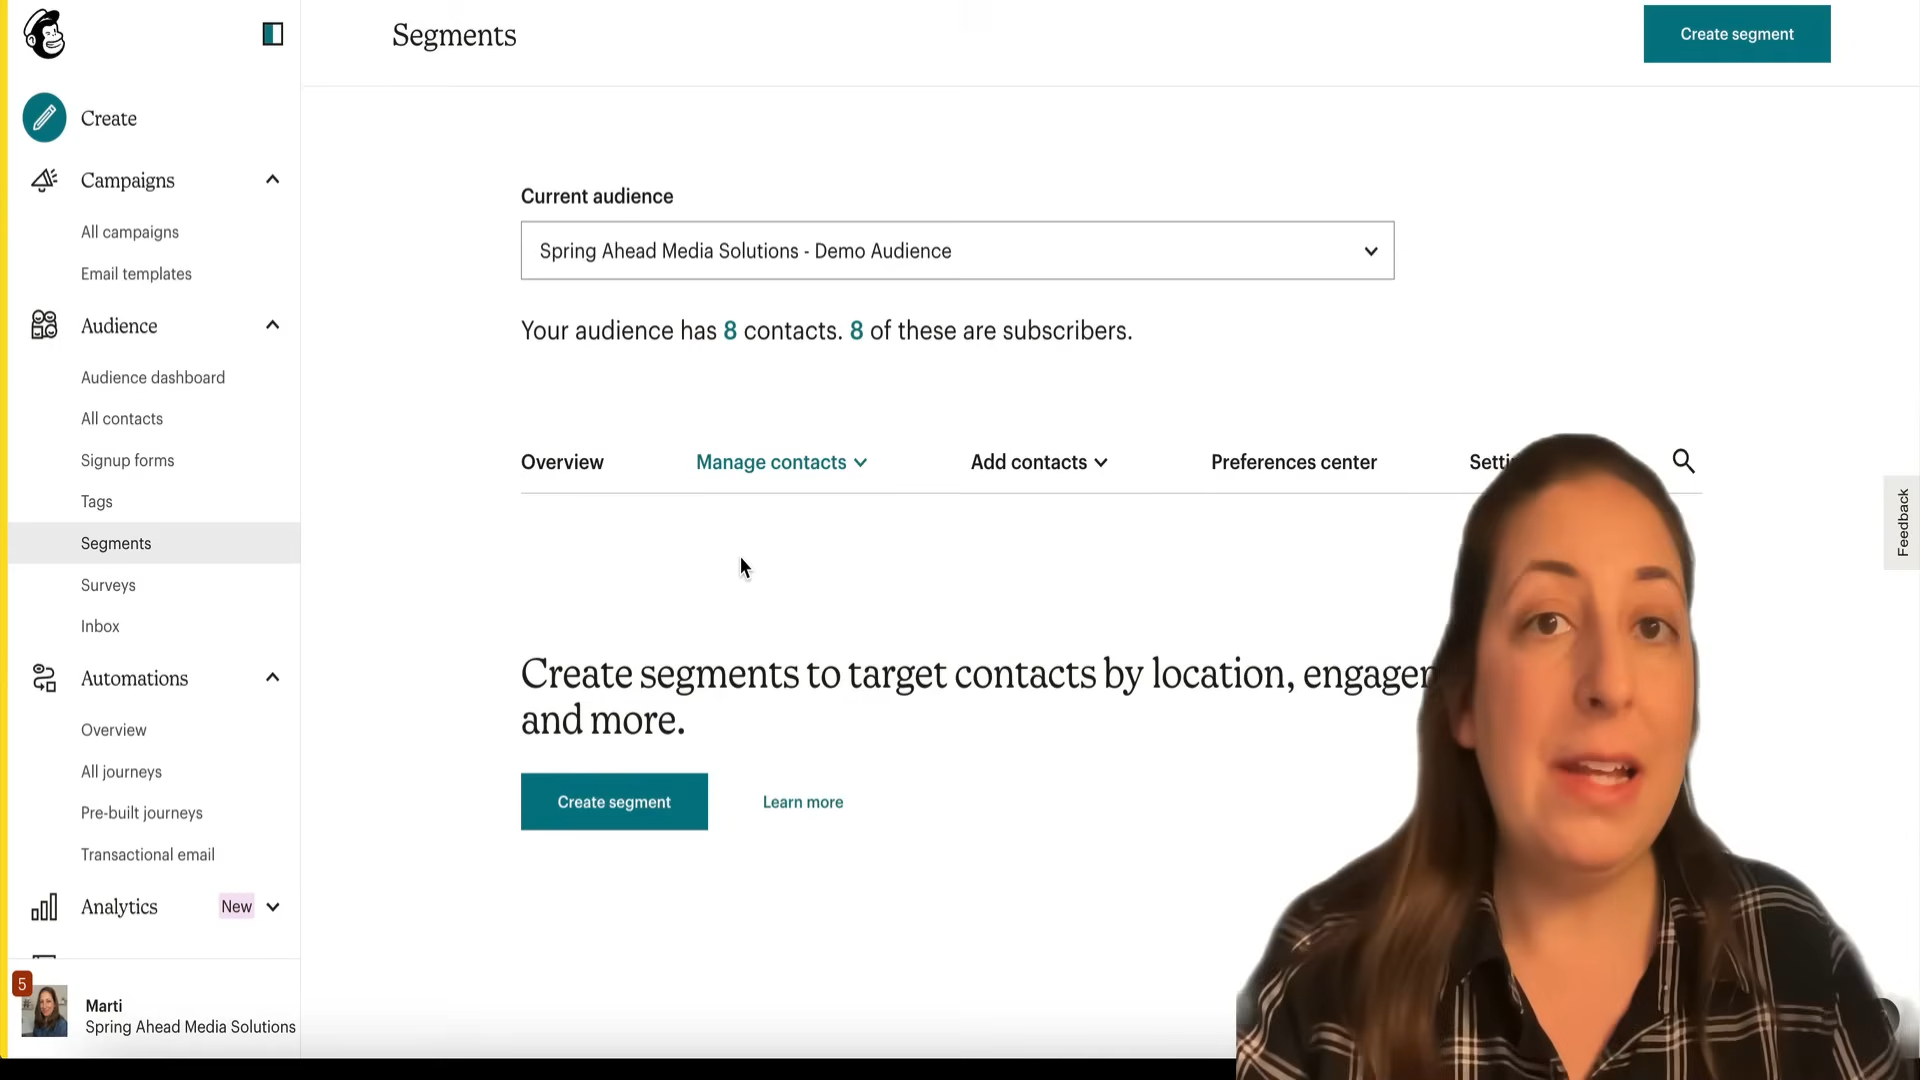 Segments
Create segment
Create
Campaigns
All campaigns
Email templates
Audience
Audience dashboard
All contacts
Signup forms
Tags
Segments
Surveys
Inbox
Automations
Overview
All journeys
Pre-built journeys
Transactional email
Analytics New
5
Marti
Spring Ahead Media Solutions
Current audience
Spring Ahead Media Solutions - Demo Audience
Your audience has 8 contacts. 8 of these are subscribers.
Overview Manage contacts Add contacts Preferences center
Create segments to target contacts by location,
and more.
Create segment Learn more
Feedback